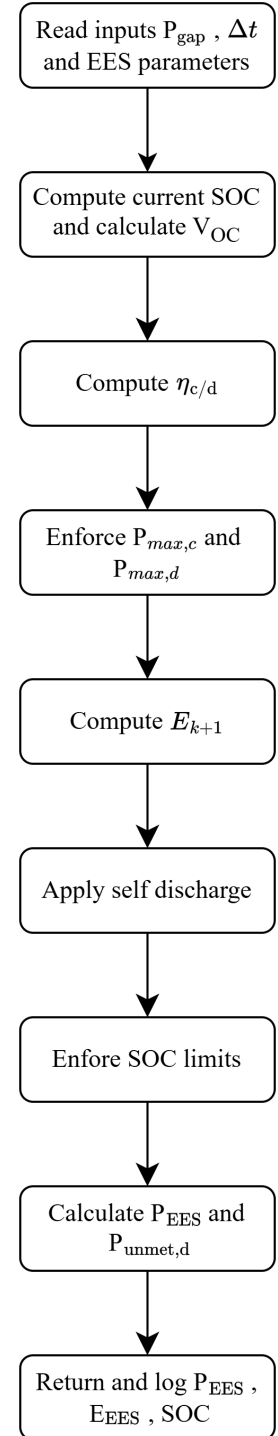 Read inputs P_gap , Δt
and EES parameters
Compute current SOC
and calculate V_OC
Compute η_c/d
Enforce P_max,c and
P_max,d
Compute E_k+1
Apply self discharge
Enfore SOC limits
Calculate P_EES and
P_unmet,d
Return and log P_EES ,
E_EES , SOC